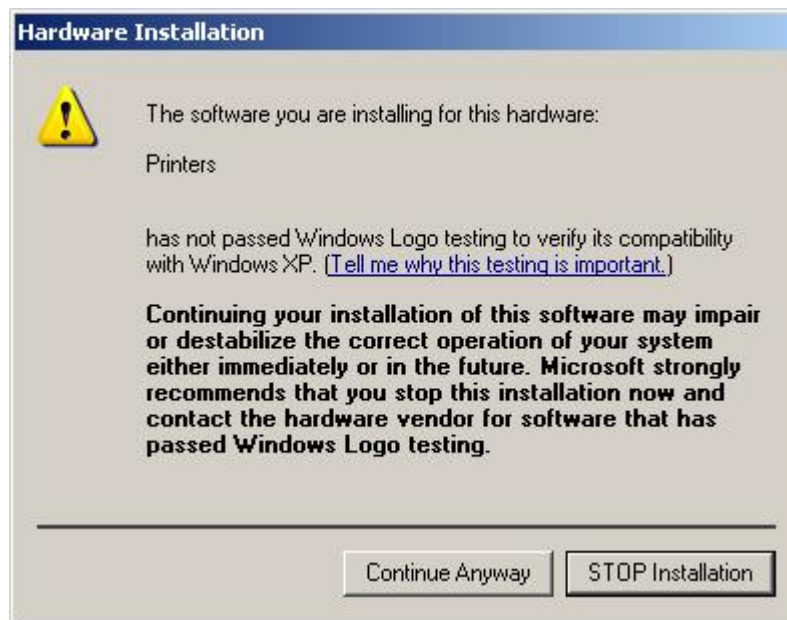 Hardware Installation
The software you are installing for this hardware:
Printers
has not passed Windows Logo testing to verify its compatibility
with Windows XP. (Tell me why this testing is important.)
Continuing your installation of this software may impair
or destabilize the correct operation of your system
either immediately or in the future. Microsoft strongly
recommends that you stop this installation now and
contact the hardware vendor for software that has
passed Windows Logo testing.
Continue Anyway
STOP Installation